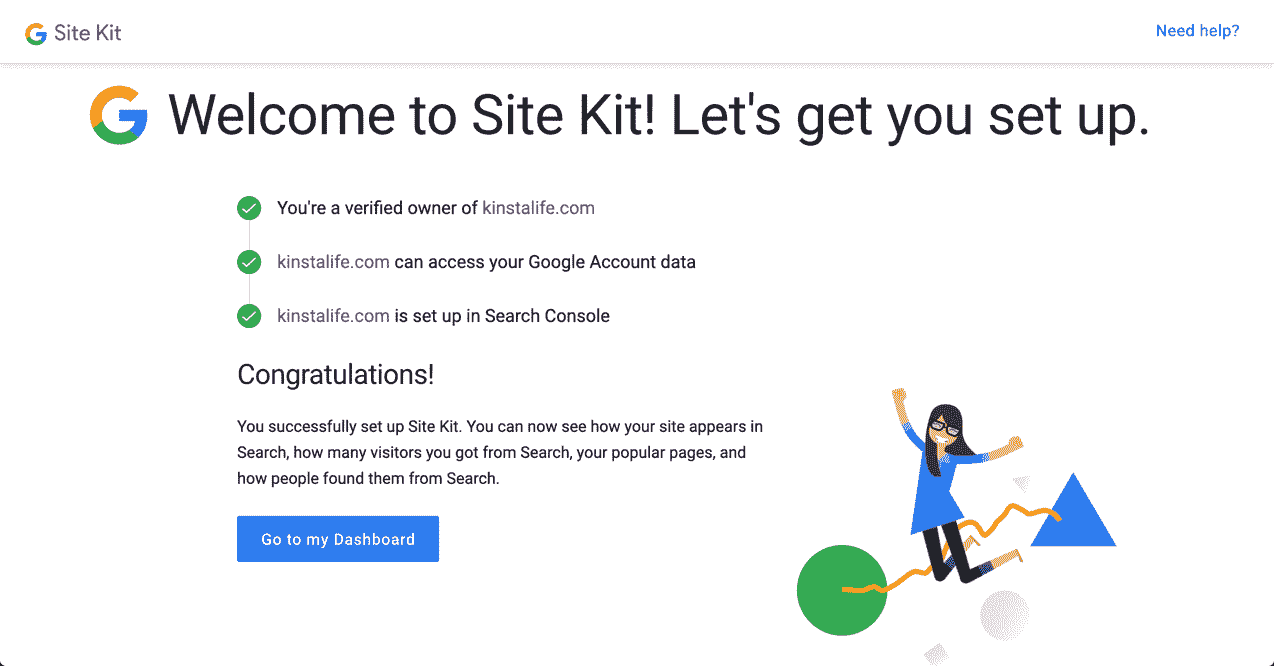 Site Kit
Need help?
Welcome to Site Kit! Let's get you set up.
You're a verified owner of kinstalife.com
kinstalife.com can access your Google Account data
kinstalife.com is set up in Search Console
Congratulations!
You successfully set up Site Kit. You can now see how your site appears in
Search, how many visitors you got from Search, your popular pages, and
how people found them from Search.
Go to my Dashboard